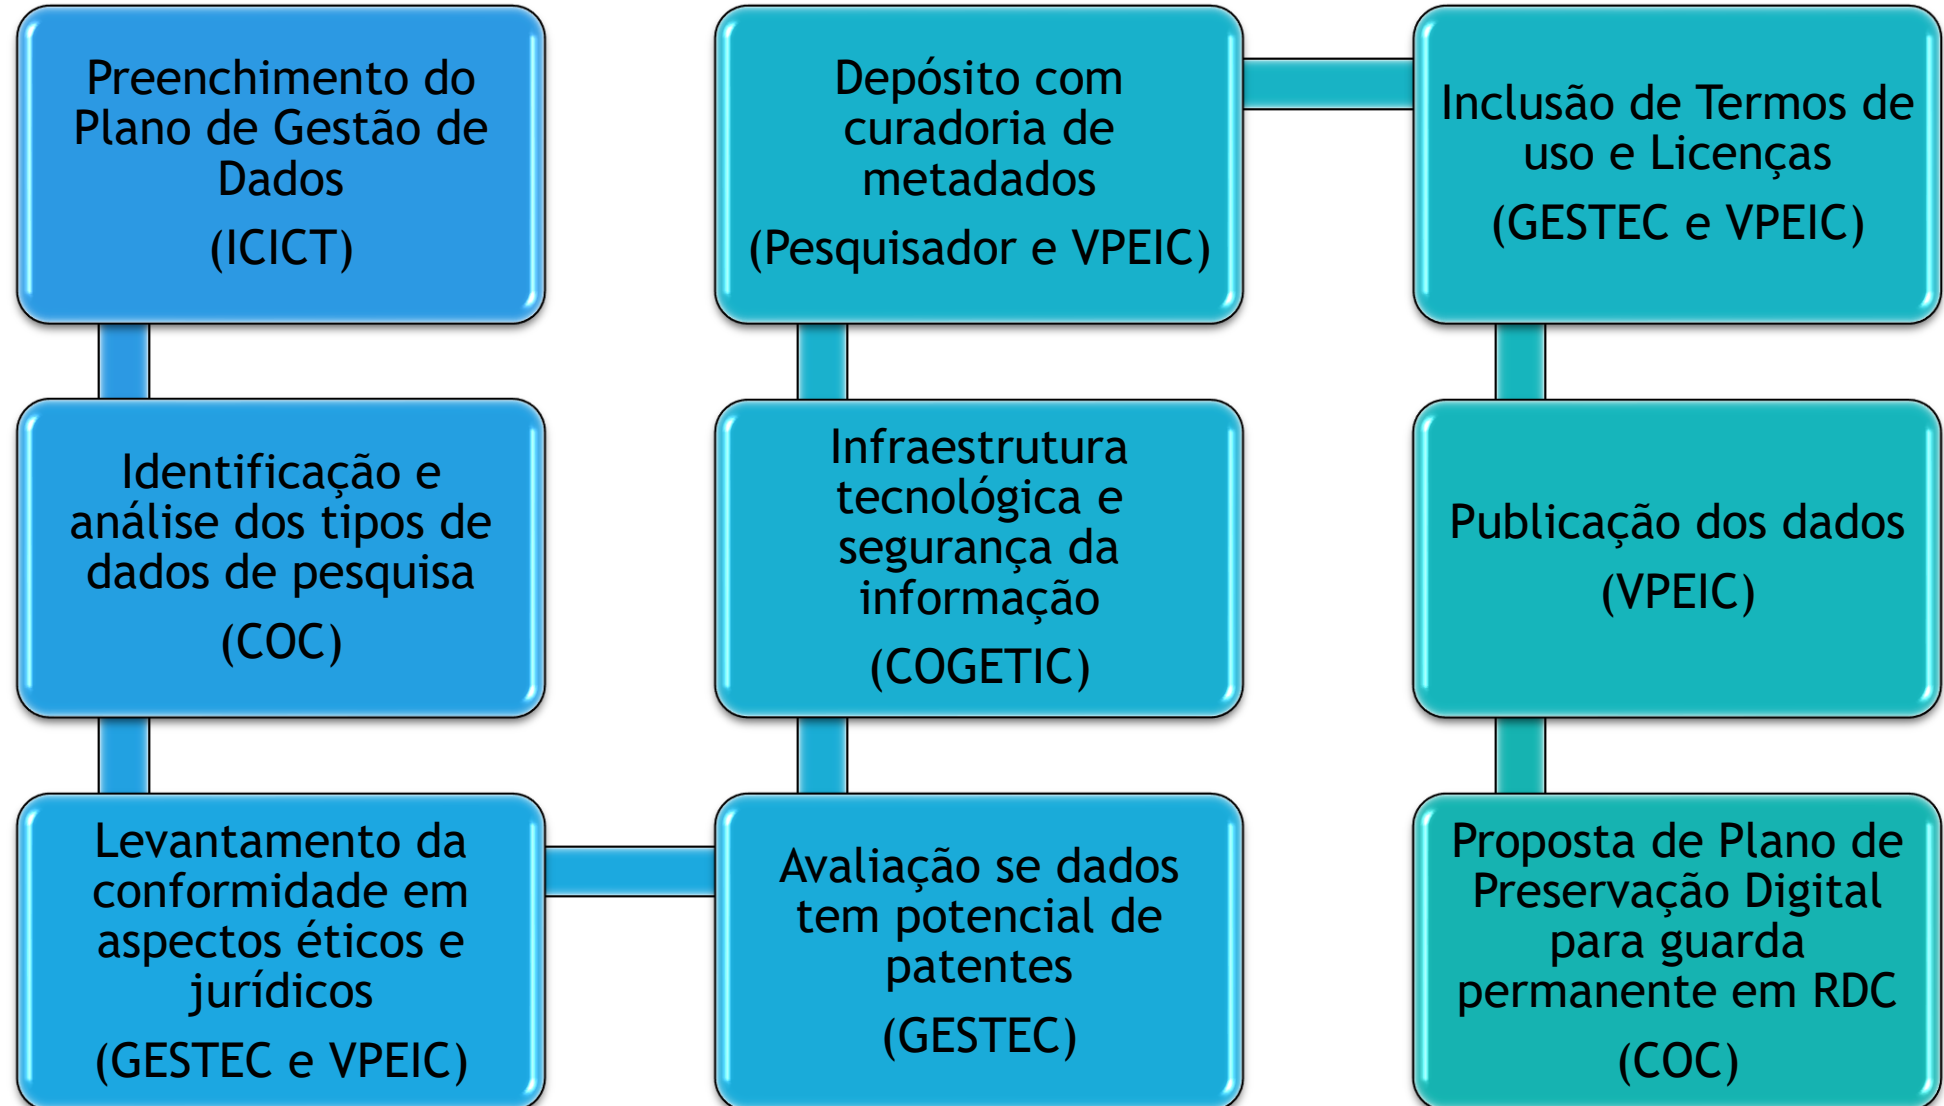 Preenchimento do
Plano de Gestão de
Dados
(ICICT)
Identificação e
análise dos tipos de
dados de pesquisa
(COC)
Levantamento da
conformidade em
aspectos éticos e
jurídicos
(GESTEC e VPEIC)
Avaliação se dados
tem potencial de
patentes
(GESTEC)
Infraestrutura
tecnológica e
segurança da
informação
(COGETIC)
Depósito com
curadoria de
metadados
(Pesquisador e VPEIC)
Inclusão de Termos de
uso e Licenças
(GESTEC e VPEIC)
Publicação dos dados
(VPEIC)
Proposta de Plano de
Preservação Digital
para guarda
permanente em RDC
(COC)